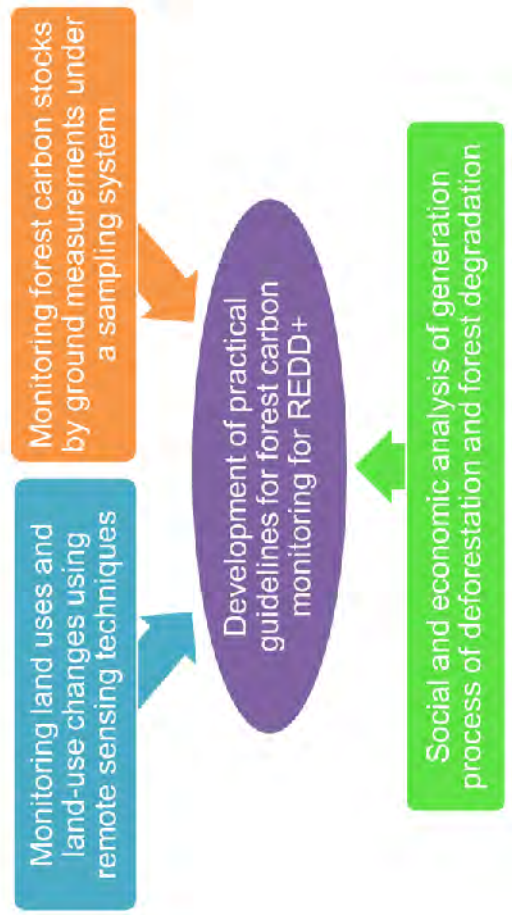 Monitoring land uses and
land-use changes using
remote sensing techniques
Monitoring forest carbon stocks
by ground measurements under
a sampling system
Development of practical
guidelines for forest carbon
monitoring for REDD+
Social and economic analysis of generation
process of deforestation and forest degradation